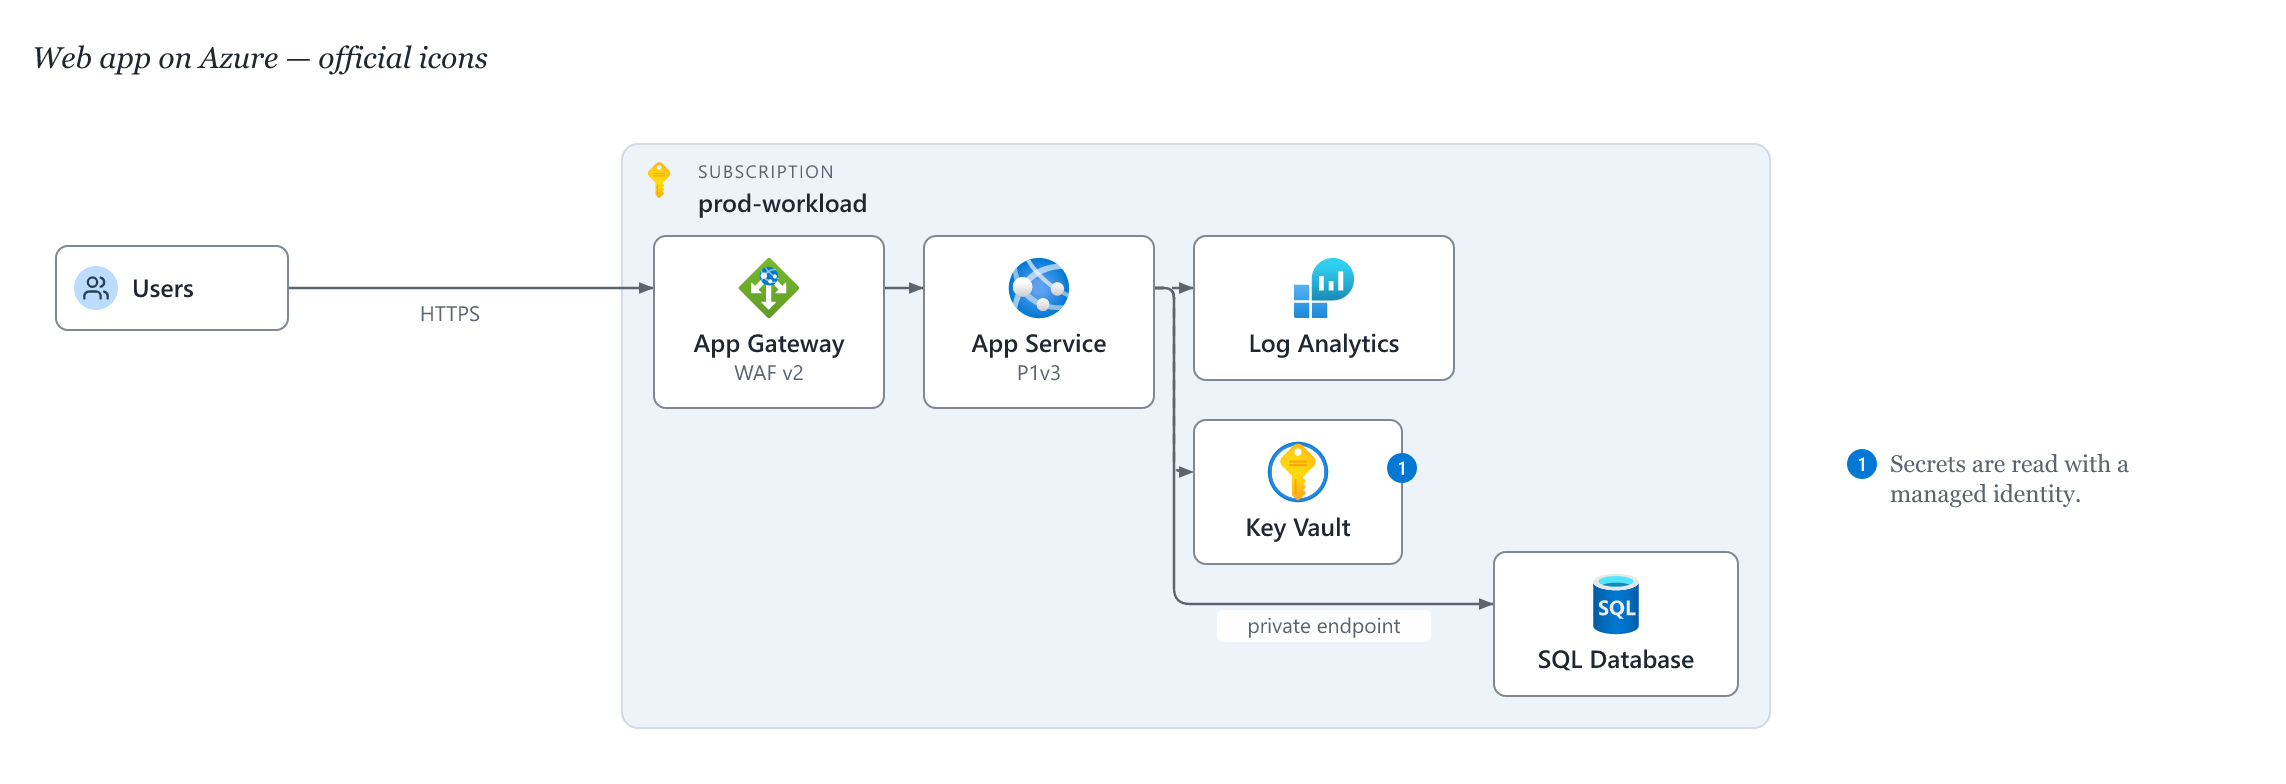 Web app on Azure — official icons
SUBSCRIPTION
prod-workload
Users
HTTPS
App Gateway
WAF v2
App Service
P1v3
Log Analytics
Key Vault
1
private endpoint
SQL
SQL Database
1 Secrets are read with a
managed identity.